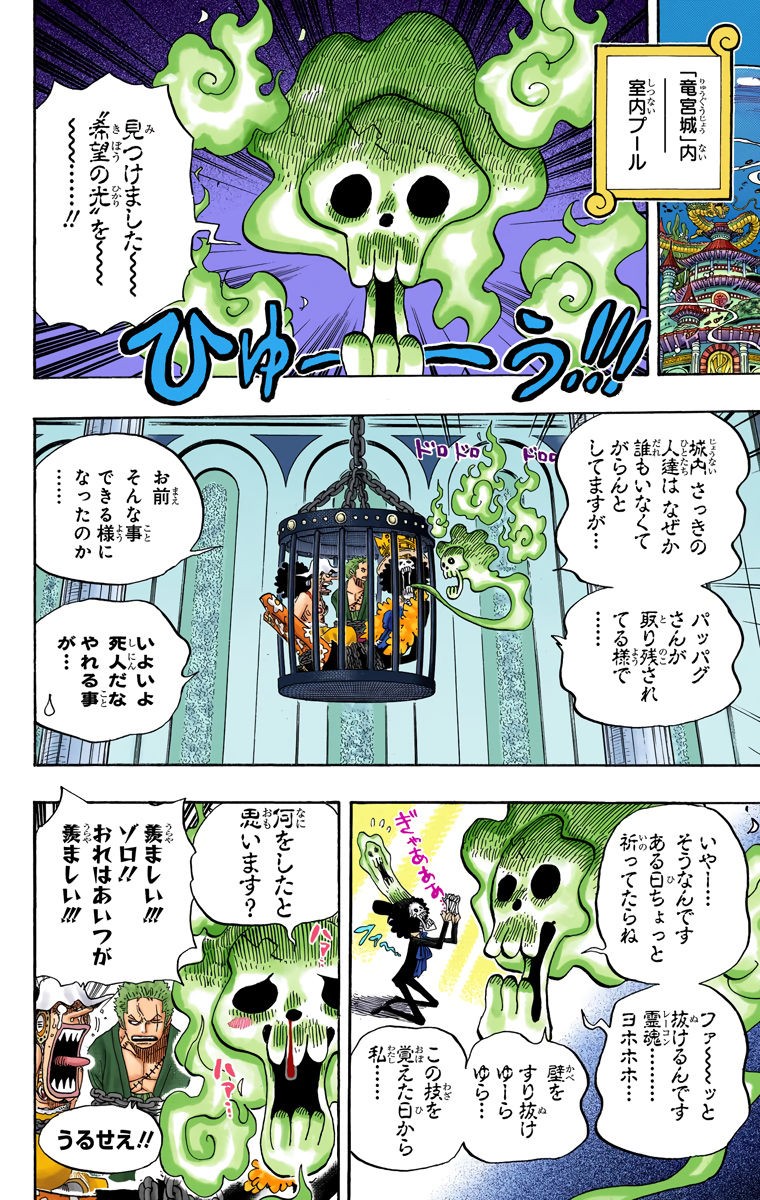 「竜宮城」内
――
室内プール
見つけました
〜〜〜〜〜〜
〝希望の光〟を
〜〜〜〜〜〜
〜………!!
ひゅーーう!!!
城内 さっきの
人達は なぜか
誰もいなくて
がらんと
してますが…
パッパグ
さんが
取り残され
てる様で
……
ドロドロ
ドロドロ
お前
そんな事
できる様に
なったのか
……
いよいよ
死人だな
やれる事
が…
いやー…
そうなんです
ある日ちょっと
祈ってたらね
ファ〜〜ッと
抜けるんです
霊魂………
ヨホホホ…
ぎゃあああ
フィ〜
壁を
すり抜け
ゆーら
ゆら…
この技を
覚えた日から
私……
何をしたと
思います?
ハァ…
ハァ…
羨ましい!!!
ゾロ!!
おれはあいつが
羨ましい!!!
うるせえ!!